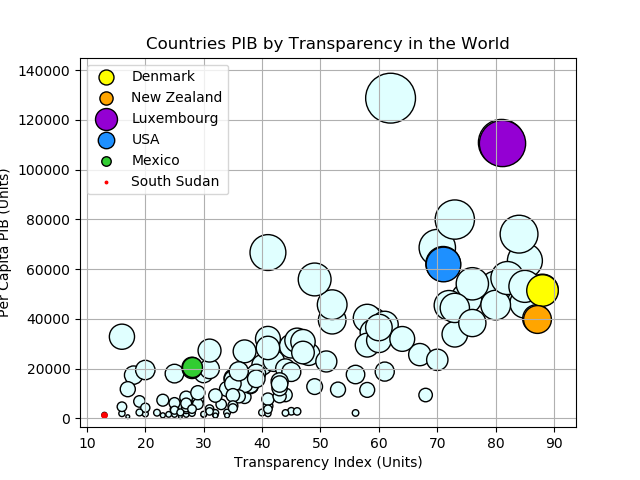 Countries PIB by Transparency in the World
Denmark
New Zealand
Luxembourg
USA
Mexico
South Sudan
140000
120000
100000
80000
60000
40000
20000
0
Per Capita PIB (Units)
10 20 30 40 50 60 70 80 90
Transparency Index (Units)